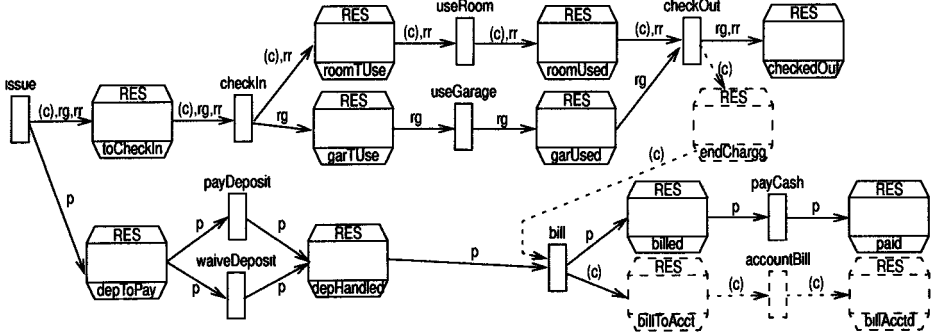 RES
useRoom
RES
checkOut
RES
(c),rr
(c),rr
(c),rr
(c),rr
rg,rr
issue
checkIn
roomTUse
roomUsed
(c)
checkedOut
RES
useGarage
RES
RES
rg
RES
(c),rg,rr
(c),rg,rr
rg
rg
rg
toCheckIn
garTUse
garUsed
(c)
endChargg
payDeposit
RES
payCash
RES
p
RES
p
p
RES
bill
p
p
p
waiveDeposit
p
billed
paid
p
p
RES
accountBill
RES
depToPay
depHandled
(c)
(c)
(c)
billToAcct
billAcctd